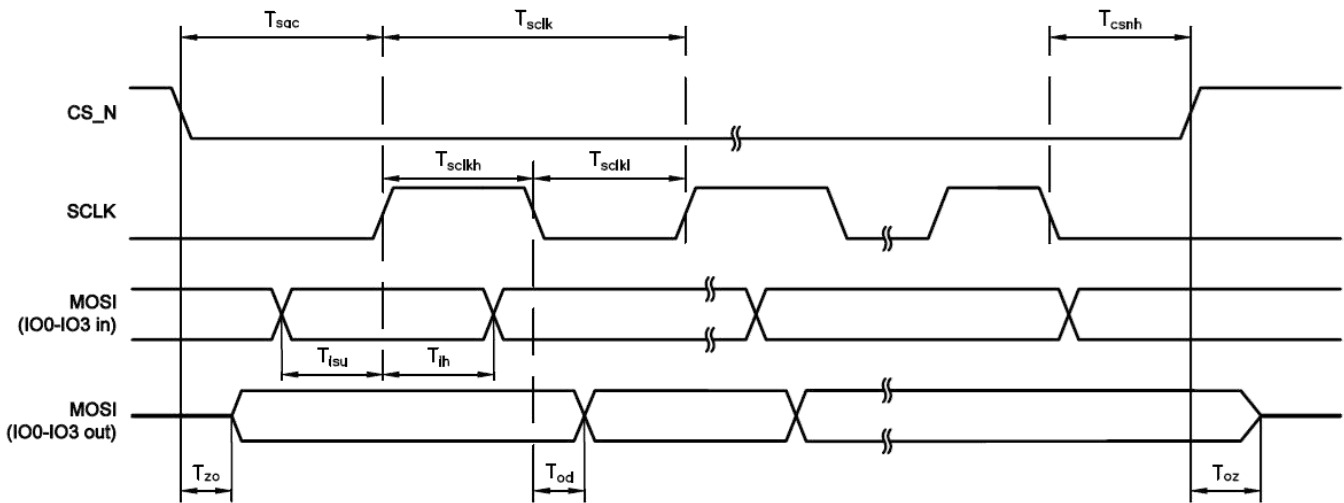 Tsac
Tsclk
Tcsnh
CS_N
Tsclkh
Tsclkl
SCLK
MOSI
(IO0-IO3 in)
Tisu
Tih
MOSI
(IO0-IO3 out)
Tzo
Tod
Toz